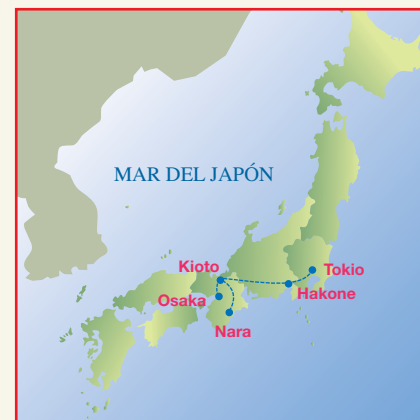 MAR DEL JAPÓN
Kioto
Tokio
Osaka
Hakone
Nara